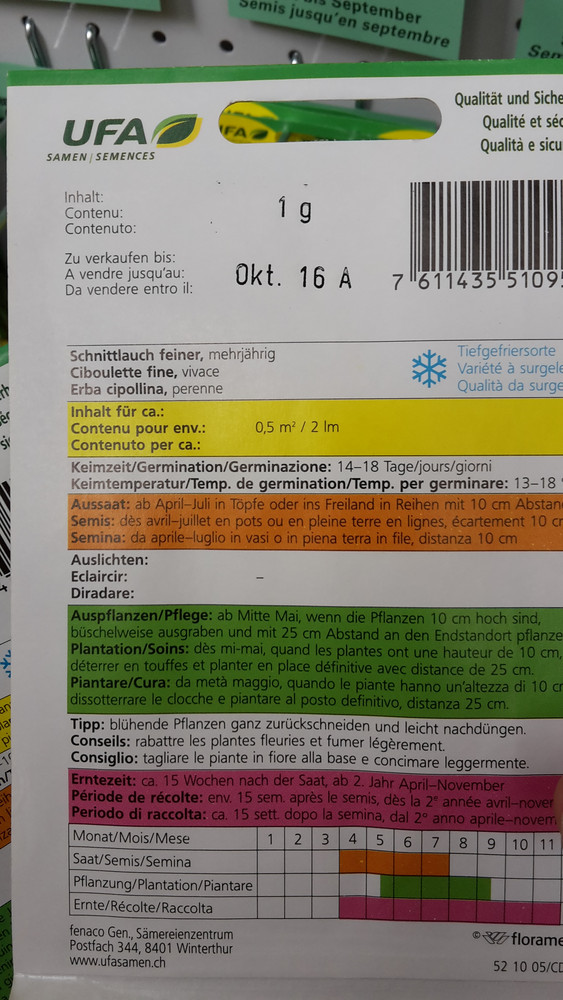 bis September
Semis jusqu'en septembre
UFA
SAMEN | SEMENCES
UFA
Qualität und Siche
Qualité et séc
Qualità e sicu
Inhalt:
Contenu:
Contenuto:
1 g
Zu verkaufen bis:
A vendre jusqu'au:
Da vendere entro il:
Okt. 16 A
7 611435 5109
Schnittlauch feiner, mehrjährig
Ciboulette fine, vivace
Erba cipollina, perenne
Tiefgefriersorte
Variété à surgele
Qualità da surge
Inhalt für ca.:
Contenu pour env.:
Contenuto per ca.:
0,5 m² / 2 lm
Keimzeit/Germination/Germinazione: 14–18 Tage/jours/giorni
Keimtemperatur/Temp. de germination/Temp. per germinare: 13–18 °
Aussaat: ab April–Juli in Töpfe oder ins Freiland in Reihen mit 10 cm Abstan
Semis: dès avril–juillet en pots ou en pleine terre en lignes, écartement 10 cm
Semina: da aprile–luglio in vasi o in piena terra in file, distanza 10 cm
Auslichten:
Eclaircir:
Diradare:
–
Auspflanzen/Pflege: ab Mitte Mai, wenn die Pflanzen 10 cm hoch sind,
büschelweise ausgraben und mit 25 cm Abstand an den Endstandort pflanze
Plantation/Soins: dès mi-mai, quand les plantes ont une hauteur de 10 cm,
déterrer en touffes et planter en place définitive avec distance de 25 cm.
Piantare/Cura: da metà maggio, quando le piante hanno un'altezza di 10 cm
dissotterrare le clocche e piantare al posto definitivo, distanza 25 cm.
Tipp: blühende Pflanzen ganz zurückschneiden und leicht nachdüngen.
Conseils: rabattre les plantes fleuries et fumer légèrement.
Consiglio: tagliare le piante in fiore alla base e concimare leggermente.
Erntezeit: ca. 15 Wochen nach der Saat, ab 2. Jahr April–November
Période de récolte: env. 15 sem. après le semis, dès la 2e année avril–nover
Periodo di raccolta: ca. 15 sett. dopo la semina, dal 2° anno aprile–novem
Monat/Mois/Mese 1 2 3 4 5 6 7 8 9 10 11
Saat/Semis/Semina
Pflanzung/Plantation/Piantare
Ernte/Récolte/Raccolta
fenaco Gen., Sämereienzentrum
Postfach 344, 8401 Winterthur
www.ufasamen.ch
© florame
52 10 05/CD